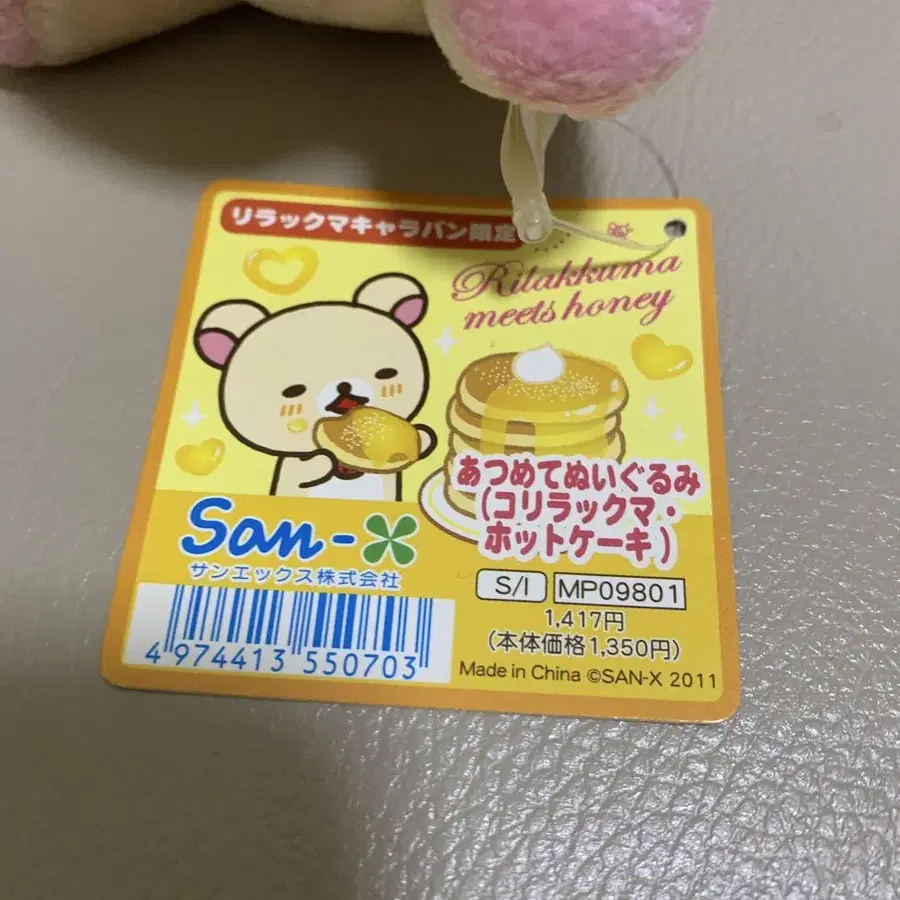 リラックマキャラバン限定
Rilakkuma
meets honey
あつめてぬいぐるみ
(コリラックマ・
ホットケーキ)
San-X
サンエックス株式会社
S/I MP09801
1,417円
(本体価格1,350円)
4 974413 550703
Made in China ©SAN-X 2011